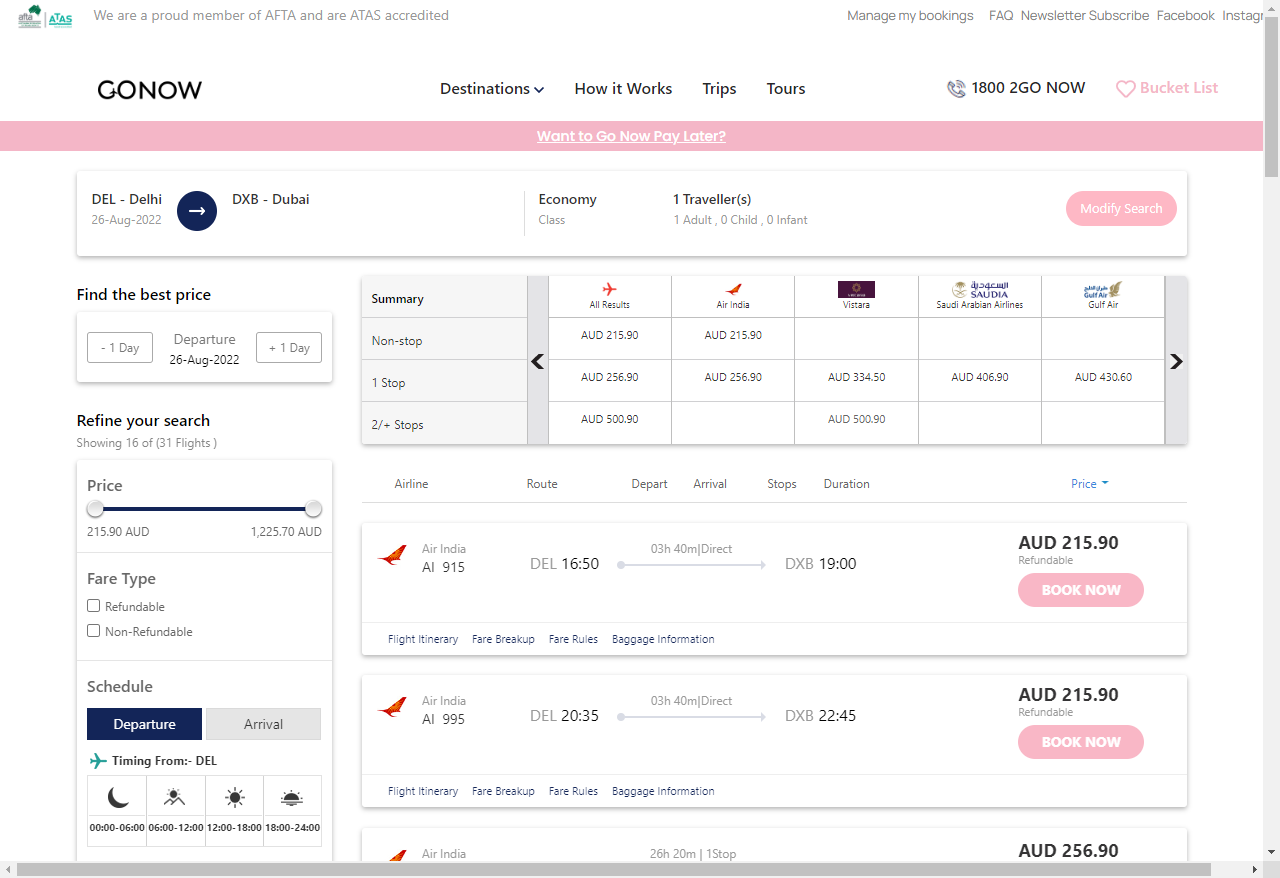 afta ATAS We are a proud member of AFTA and are ATAS accredited Manage my bookings FAQ Newsletter Subscribe Facebook Instagr
GONOW Destinations How it Works Trips Tours 1800 2GO NOW Bucket List
Want to Go Now Pay Later?
DEL - Delhi DXB - Dubai Economy 1 Traveller(s) Modify Search
26-Aug-2022 Class 1 Adult , 0 Child , 0 Infant
Find the best price
- 1 Day Departure + 1 Day
26-Aug-2022
Refine your search
Showing 16 of (31 Flights )
Price
215.90 AUD 1,225.70 AUD
Fare Type
Refundable
Non-Refundable
Schedule
Departure Arrival
Timing From:- DEL
00:00-06:00 06:00-12:00 12:00-18:00 18:00-24:00
Summary All Results Air India Vistara السعودية SAUDIA Saudi Arabian Airlines طيران الخليج Gulf Air Gulf Air
Non-stop AUD 215.90 AUD 215.90
1 Stop AUD 256.90 AUD 256.90 AUD 334.50 AUD 406.90 AUD 430.60
2/+ Stops AUD 500.90 AUD 500.90
Airline Route Depart Arrival Stops Duration Price
Air India 03h 40m|Direct AUD 215.90
AI 915 DEL 16:50 DXB 19:00 Refundable
BOOK NOW
Flight Itinerary Fare Breakup Fare Rules Baggage Information
Air India 03h 40m|Direct AUD 215.90
AI 995 DEL 20:35 DXB 22:45 Refundable
BOOK NOW
Flight Itinerary Fare Breakup Fare Rules Baggage Information
Air India 26h 20m | 1Stop AUD 256.90